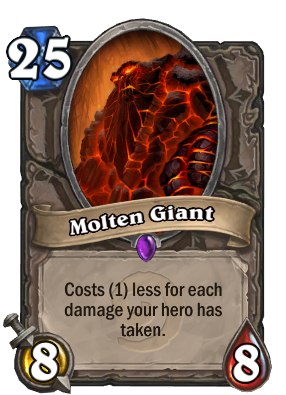 25
Molten Giant
Costs (1) less for each
damage your hero has
taken.
8
8